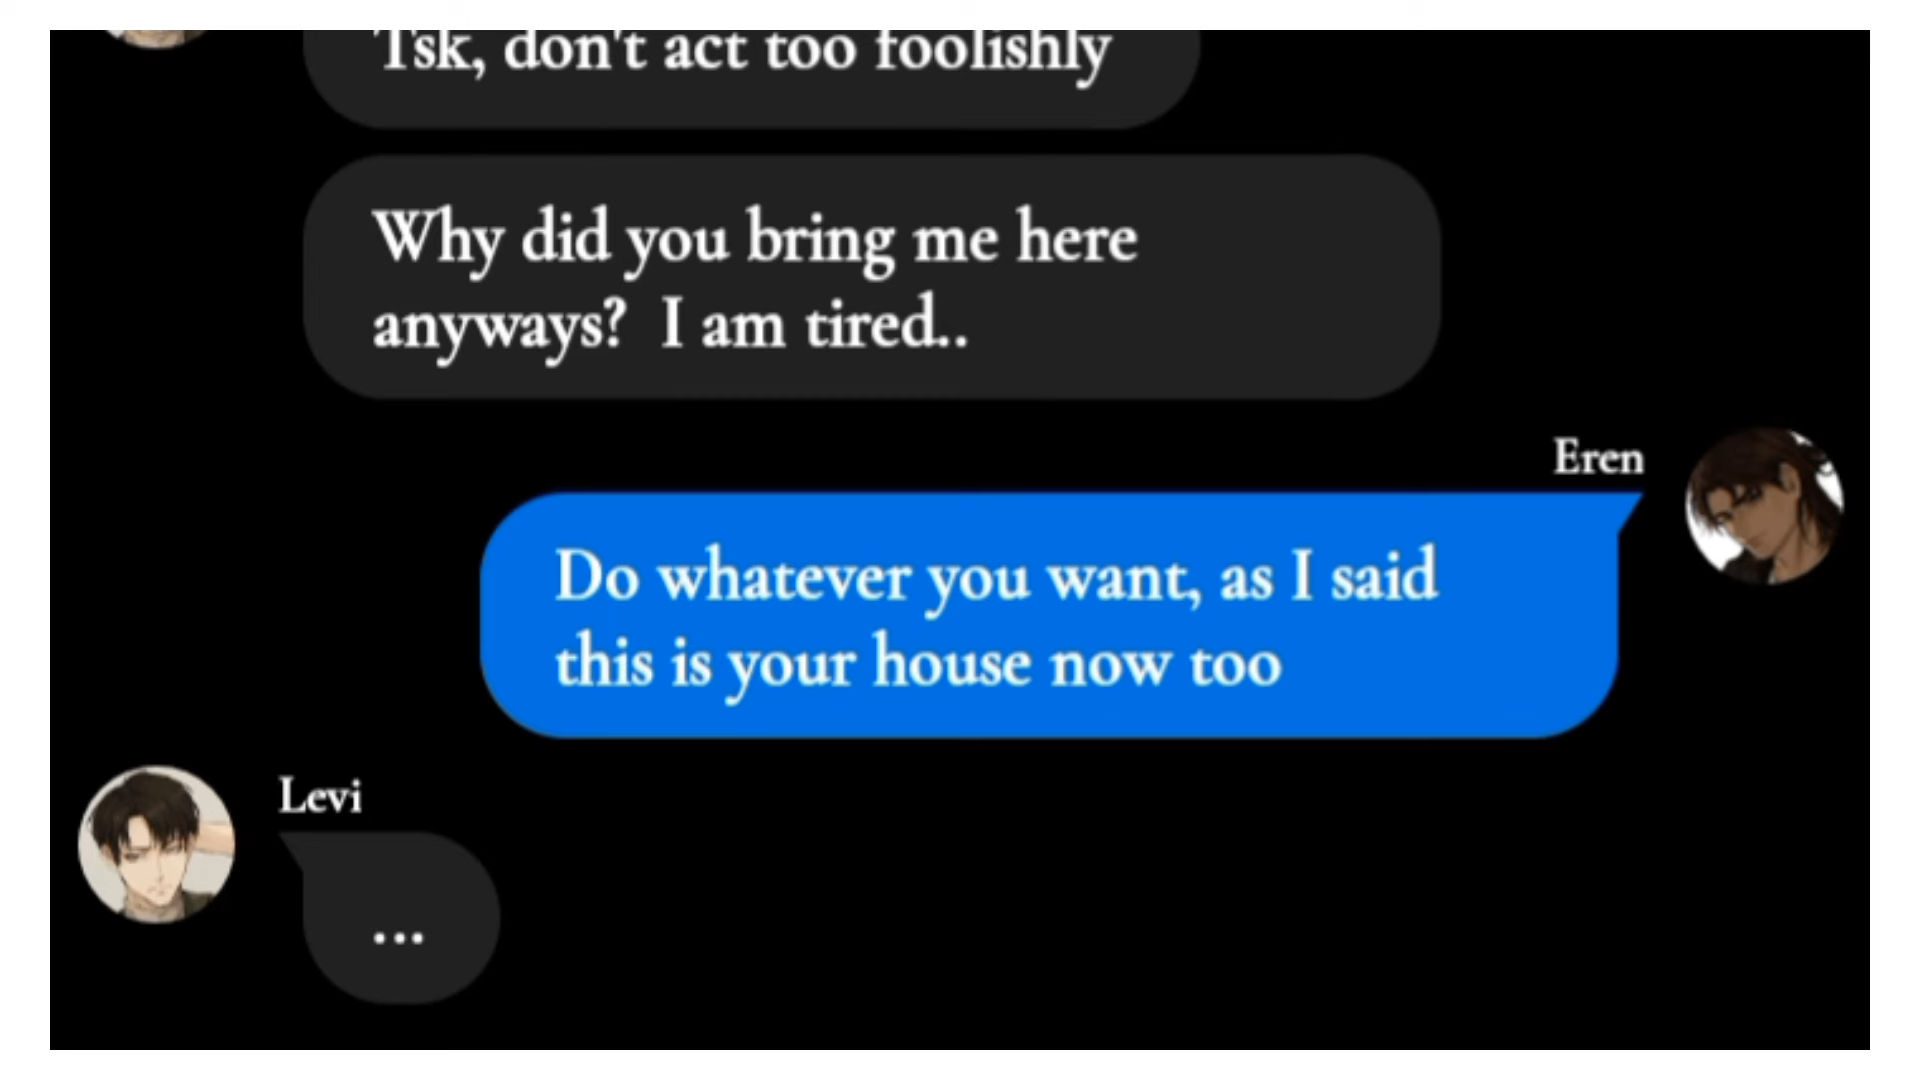 Tsk, don't act too foolishly
Why did you bring me here
anyways?  I am tired..
Eren
Do whatever you want, as I said
this is your house now too
Levi
...